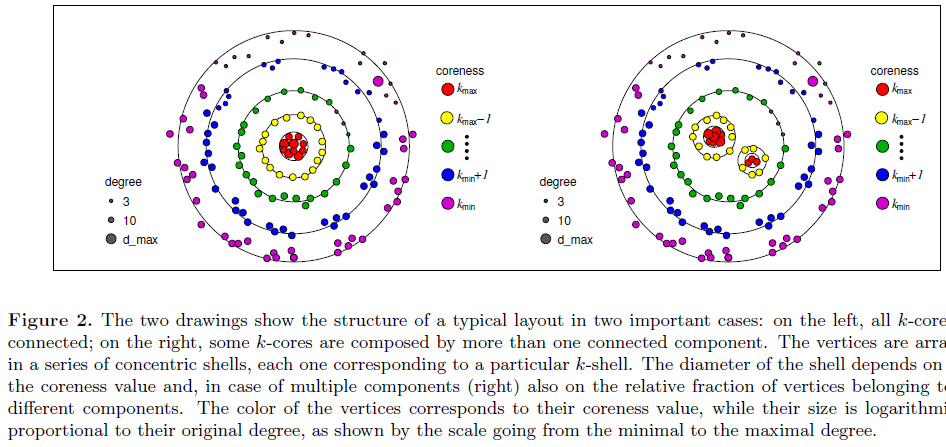 coreness
kmax
kmax-1
kmin+1
kmin
degree
3
10
d_max
coreness
kmax
kmax-1
kmin+1
kmin
degree
3
10
d_max
Figure 2. The two drawings show the structure of a typical layout in two important cases: on the left, all k-core
connected; on the right, some k-cores are composed by more than one connected component. The vertices are arra
in a series of concentric shells, each one corresponding to a particular k-shell. The diameter of the shell depends on
the coreness value and, in case of multiple components (right) also on the relative fraction of vertices belonging to
different components. The color of the vertices corresponds to their coreness value, while their size is logarithmi
proportional to their original degree, as shown by the scale going from the minimal to the maximal degree.